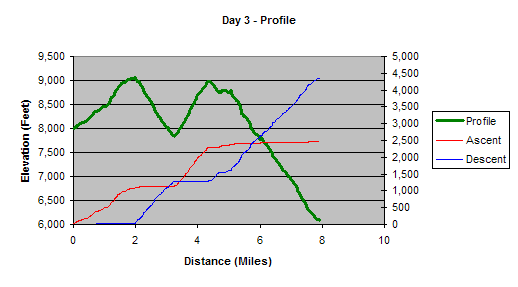 Day 3 - Profile
9,500
9,000
8,500
8,000
7,500
7,000
6,500
6,000
Elevation (Feet)
5,000
4,500
4,000
3,500
3,000
2,500
2,000
1,500
1,000
500
0
0 2 4 6 8 10
Distance (Miles)
Profile
Ascent
Descent